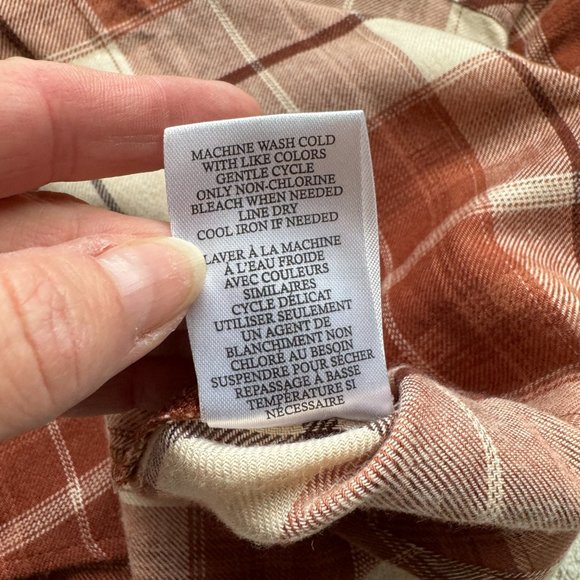 MACHINE WASH COLD
WITH LIKE COLORS
GENTLE CYCLE
ONLY NON-CHLORINE
BLEACH WHEN NEEDED
LINE DRY
COOL IRON IF NEEDED
LAVER À LA MACHINE
À L'EAU FROIDE
AVEC COULEURS
SIMILAIRES
CYCLE DÉLICAT
UTILISER SEULEMENT
UN AGENT DE
BLANCHIMENT NON
CHLORÉ AU BESOIN
SUSPENDRE POUR SÉCHER
REPASSAGE À BASSE
TEMPÉRATURE SI
NÉCESSAIRE